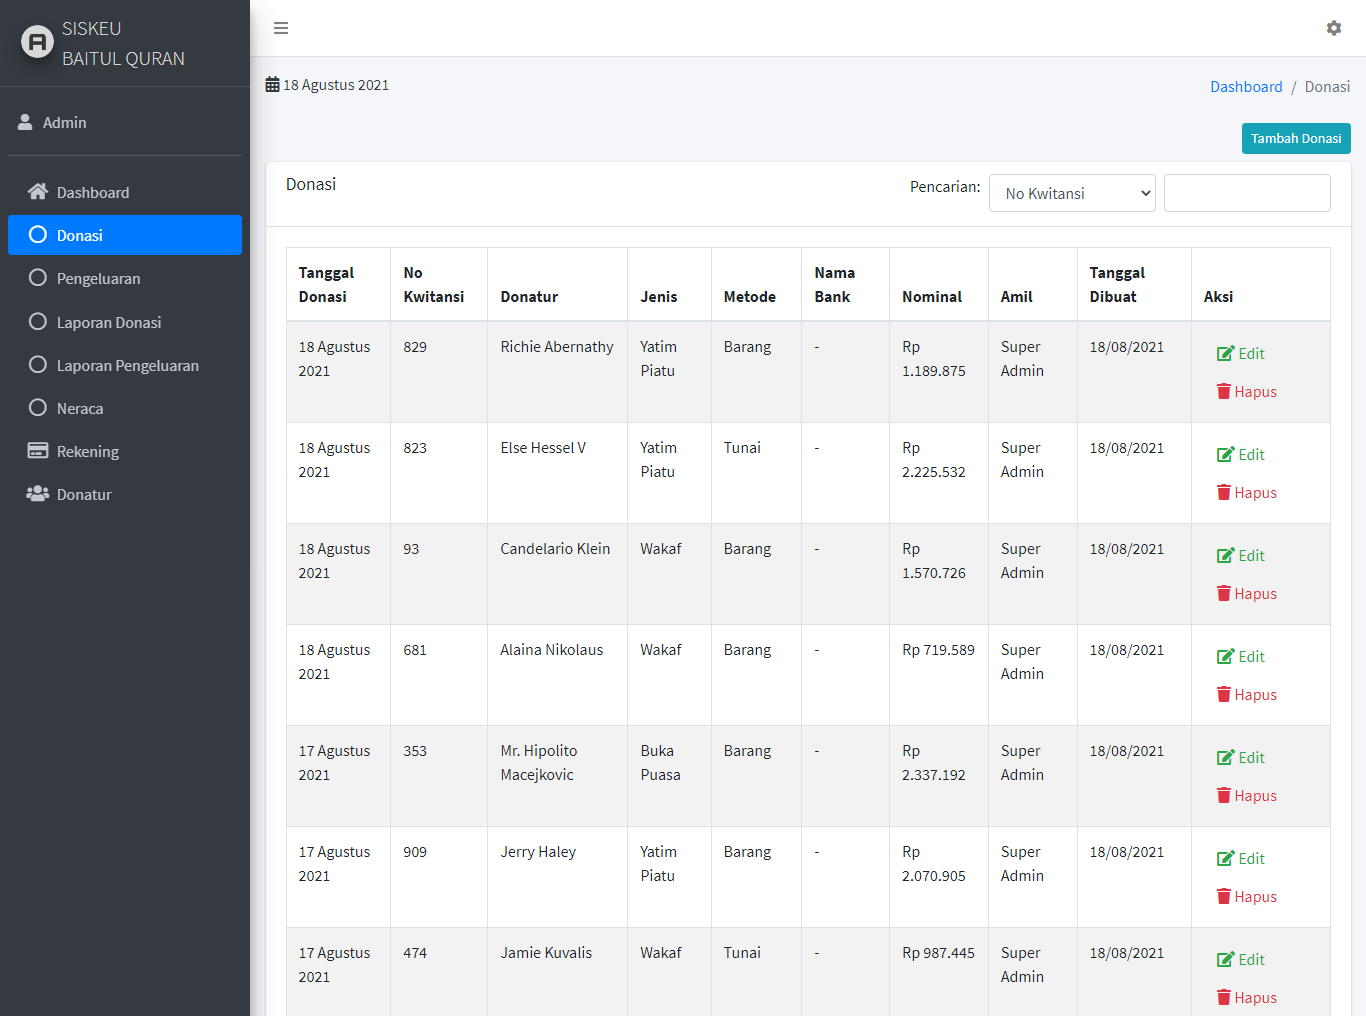 SISKEU
BAITUL QURAN
Admin
Dashboard
Donasi
Pengeluaran
Laporan Donasi
Laporan Pengeluaran
Neraca
Rekening
Donatur
18 Agustus 2021
Dashboard / Donasi
Tambah Donasi
Donasi
Pencarian: No Kwitansi
Tanggal Donasi No Kwitansi Donatur Jenis Metode Nama Bank Nominal Amil Tanggal Dibuat Aksi
18 Agustus 2021 829 Richie Abernathy Yatim Piatu Barang - Rp 1.189.875 Super Admin 18/08/2021 Edit Hapus
18 Agustus 2021 823 Else Hessel V Yatim Piatu Tunai - Rp 2.225.532 Super Admin 18/08/2021 Edit Hapus
18 Agustus 2021 93 Candelario Klein Wakaf Barang - Rp 1.570.726 Super Admin 18/08/2021 Edit Hapus
18 Agustus 2021 681 Alaina Nikolaus Wakaf Barang - Rp 719.589 Super Admin 18/08/2021 Edit Hapus
17 Agustus 2021 353 Mr. Hipolito Macejkovic Buka Puasa Barang - Rp 2.337.192 Super Admin 18/08/2021 Edit Hapus
17 Agustus 2021 909 Jerry Haley Yatim Piatu Barang - Rp 2.070.905 Super Admin 18/08/2021 Edit Hapus
17 Agustus 2021 474 Jamie Kuvalis Wakaf Tunai - Rp 987.445 Super Admin 18/08/2021 Edit Hapus